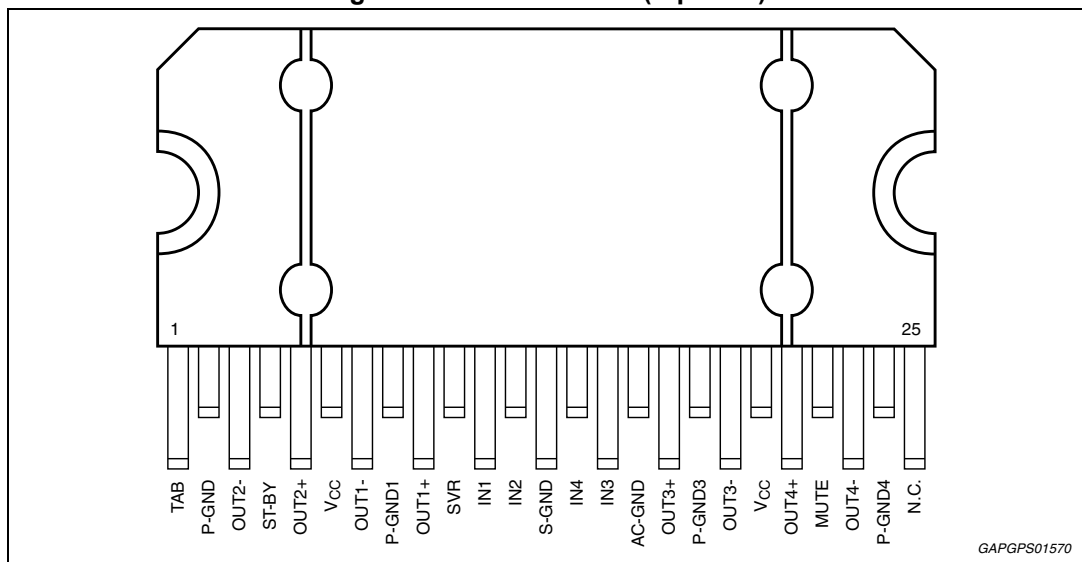 1
25
TAB
P-GND
OUT2-
ST-BY
OUT2+
VCC
OUT1-
P-GND1
OUT1+
SVR
IN1
IN2
S-GND
IN4
IN3
AC-GND
OUT3+
P-GND3
OUT3-
VCC
OUT4+
MUTE
OUT4-
P-GND4
N.C.
GAPGPS01570